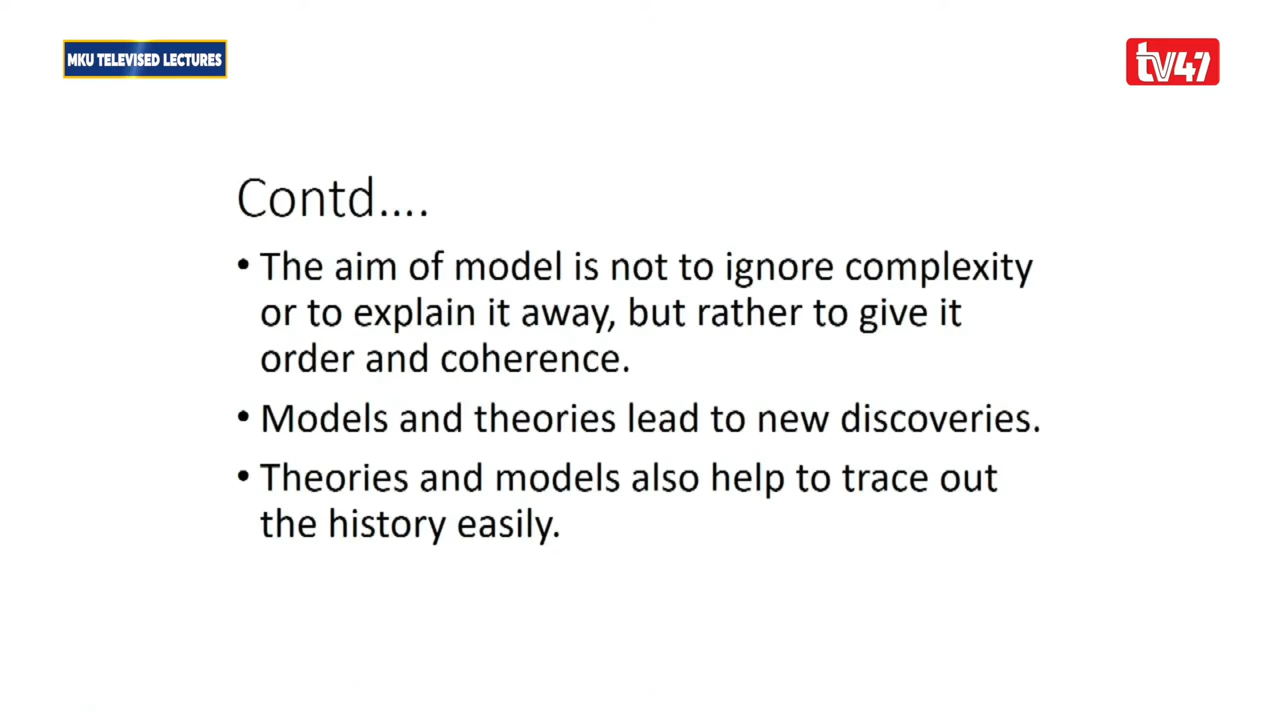 MKU TELEVISED LECTURES
tv47
Contd....
• The aim of model is not to ignore complexity
or to explain it away, but rather to give it
order and coherence.
• Models and theories lead to new discoveries.
• Theories and models also help to trace out
the history easily.